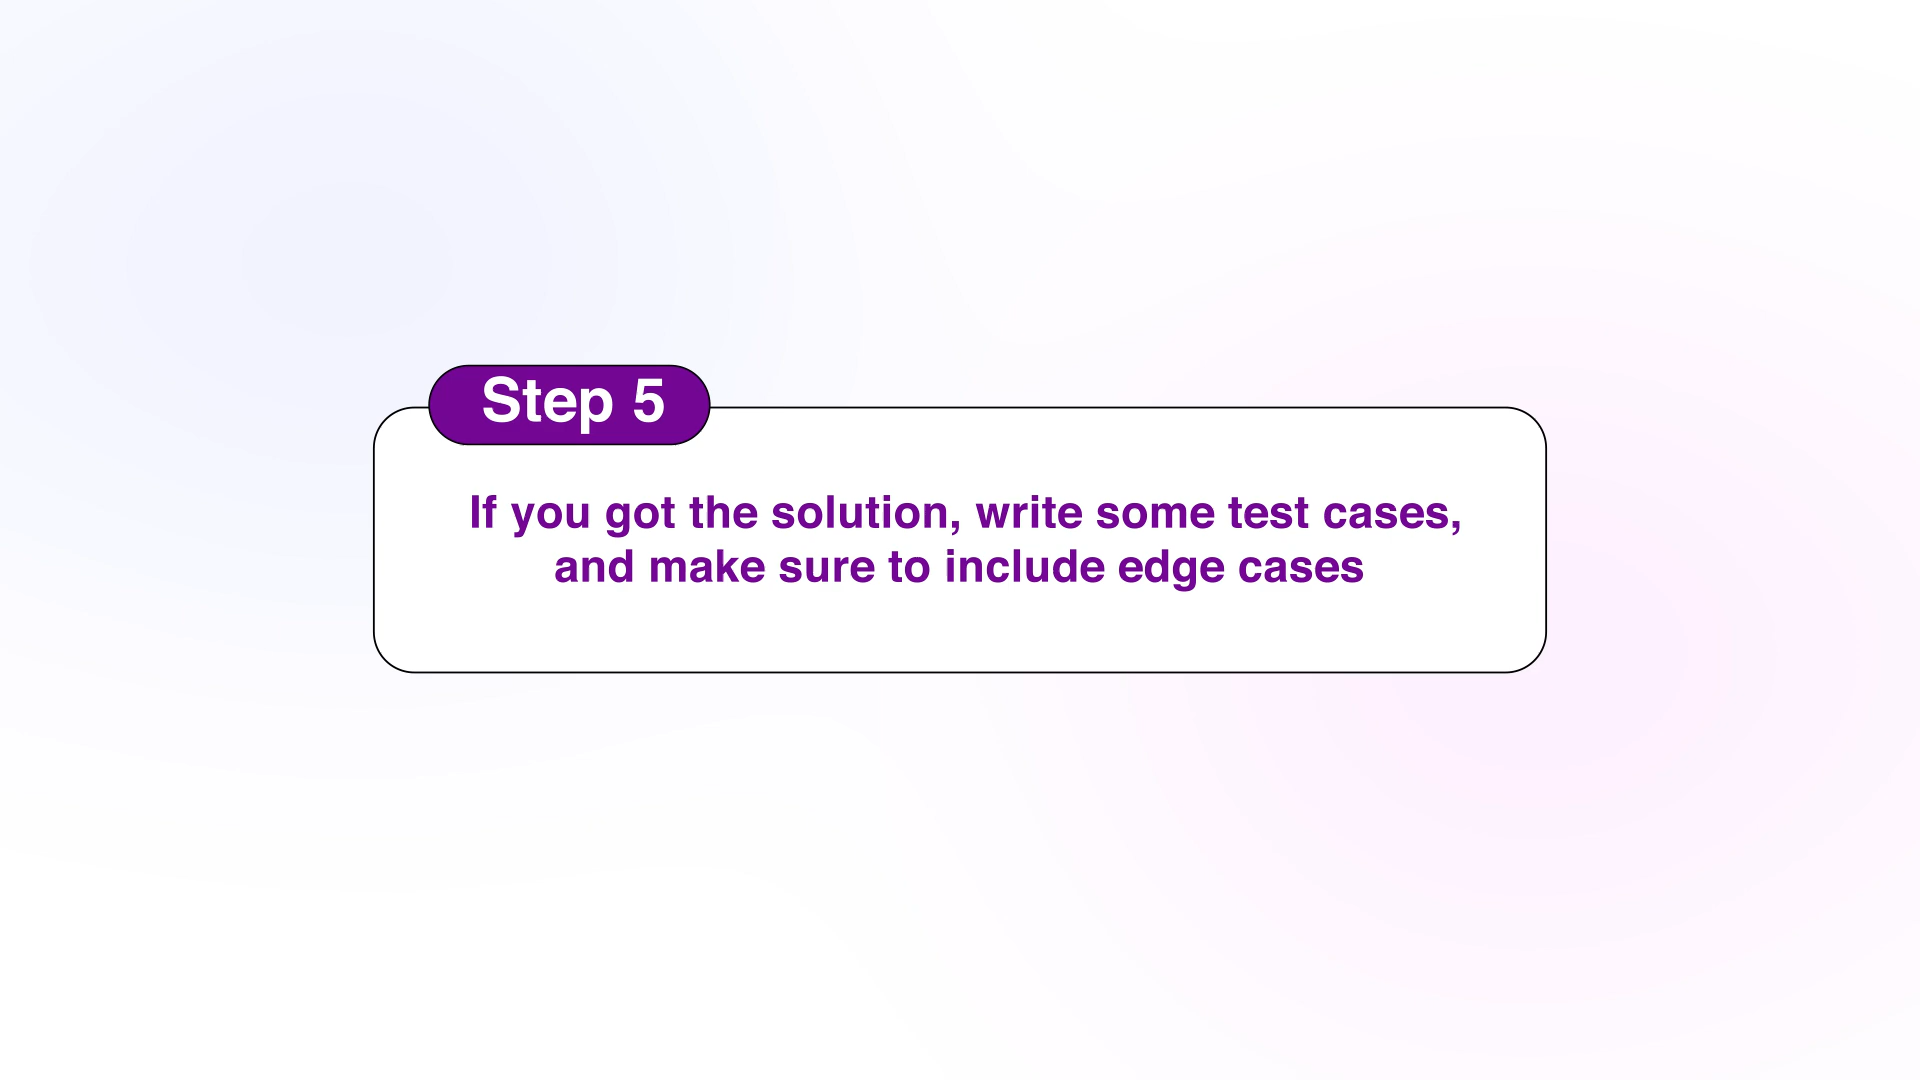 Step 5
If you got the solution, write some test cases,
and make sure to include edge cases